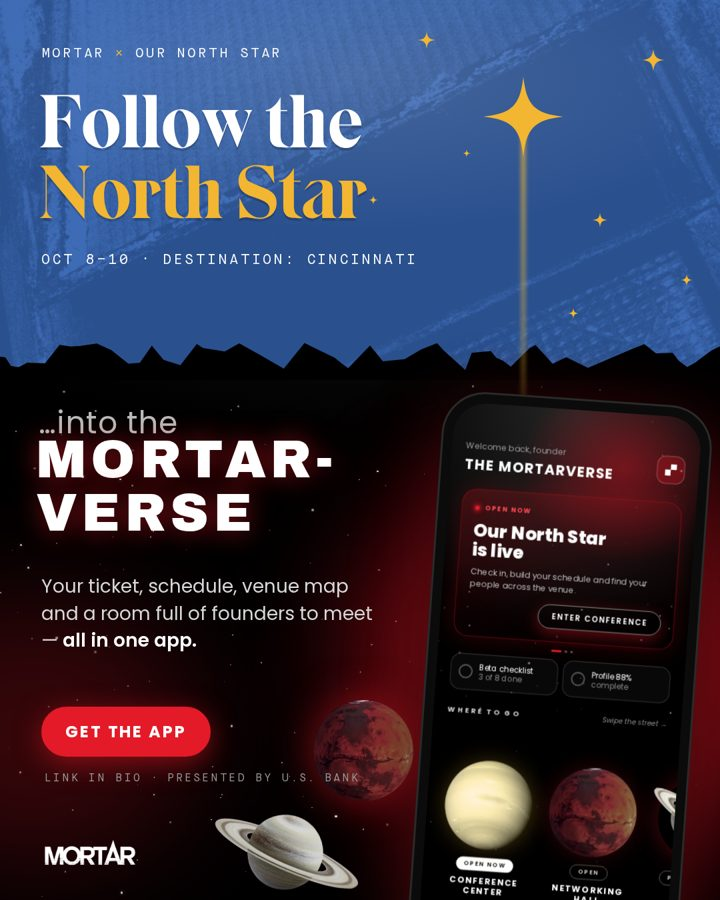 MORTAR × OUR NORTH STAR
Follow the
North Star
OCT 8–10 · DESTINATION: CINCINNATI
…into the
MORTAR-
VERSE
Your ticket, schedule, venue map
and a room full of founders to meet
— all in one app.
GET THE APP
LINK IN BIO · PRESENTED BY U.S. BANK
MORTAR
Welcome back, founder
THE MORTARVERSE
OPEN NOW
Our North Star
is live
Check in, build your schedule and find your
people across the venue.
ENTER CONFERENCE
Beta checklist
3 of 8 done
Profile 88%
complete
WHERE TO GO
Swipe the street →
OPEN NOW
CONFERENCE
CENTER
OPEN
NETWORKING
HALL